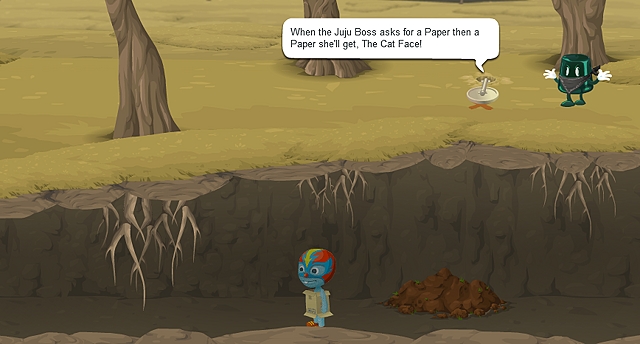 When the Juju Boss asks for a Paper then a
Paper she'll get, The Cat Face!